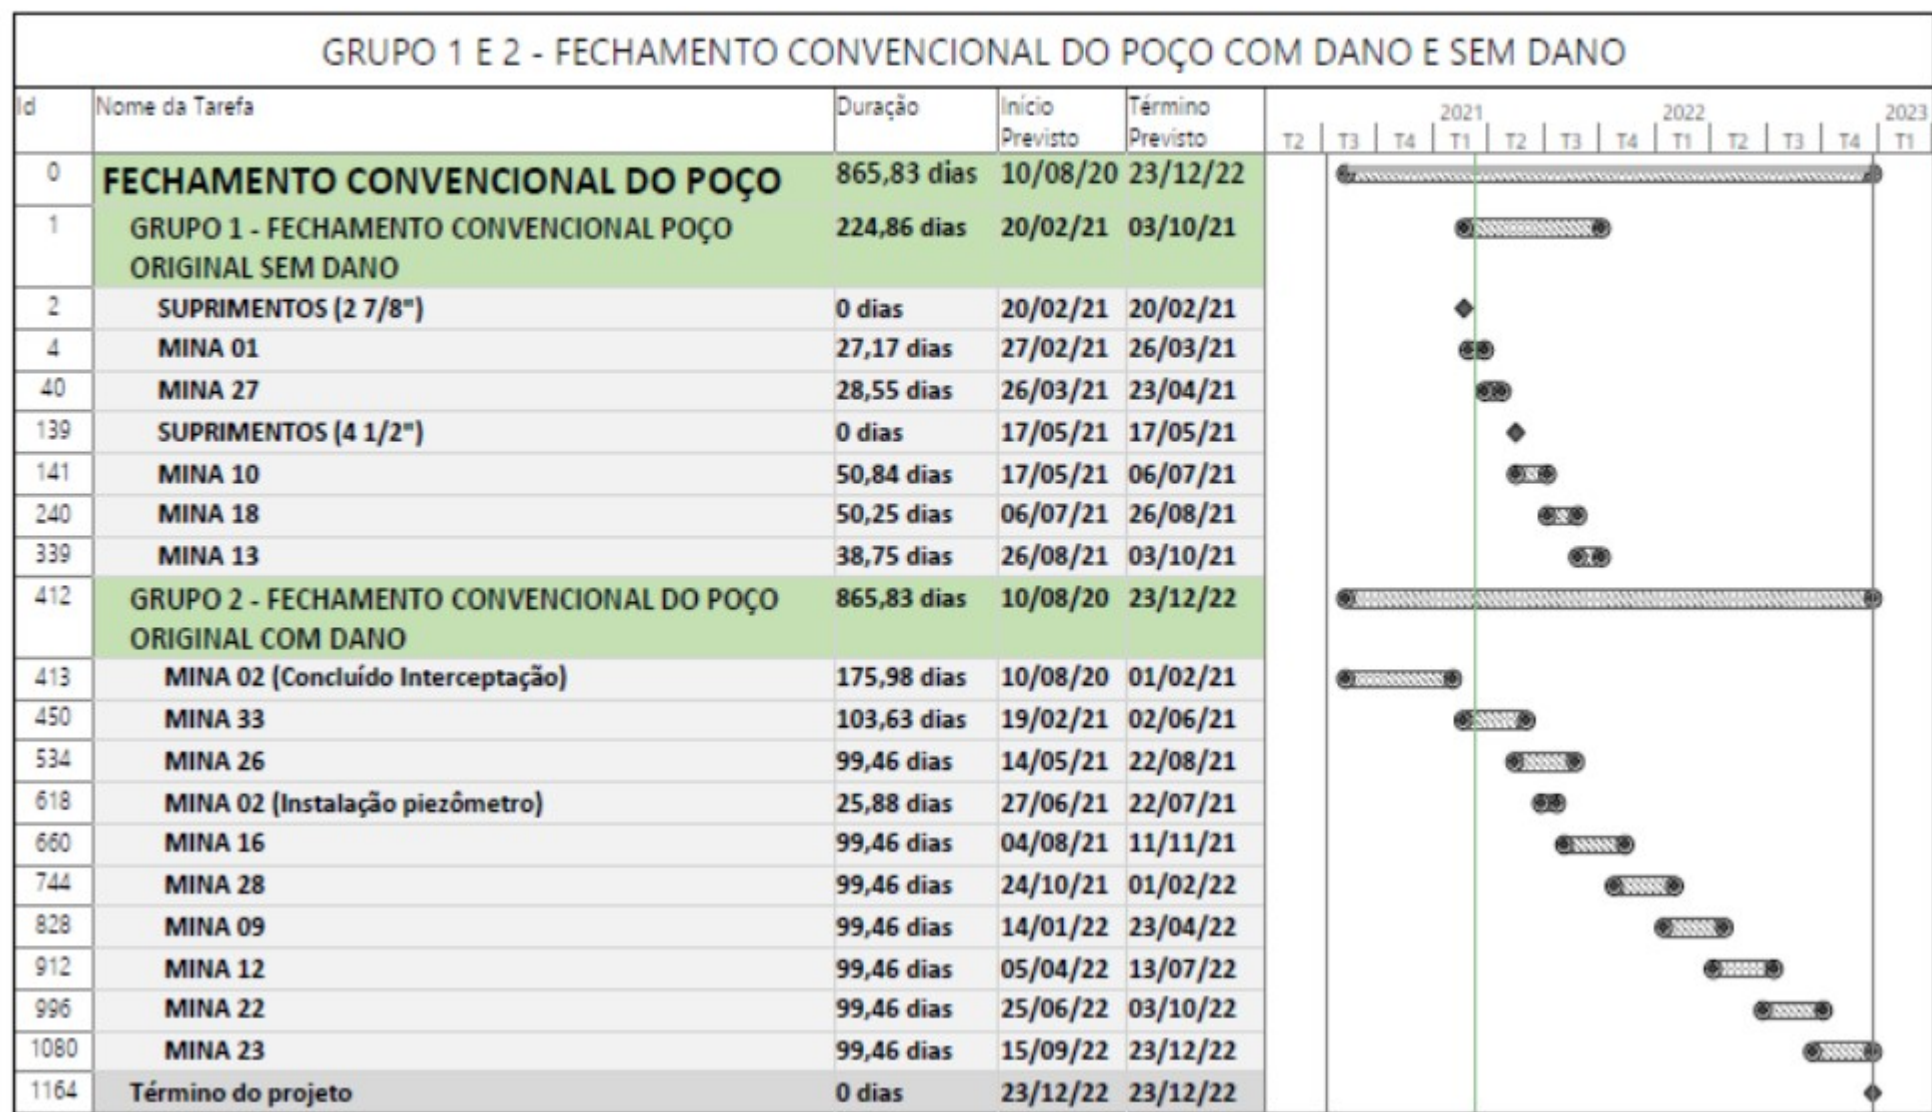 GRUPO 1 E 2 - FECHAMENTO CONVENCIONAL DO POÇO COM DANO E SEM DANO
Id Nome da Tarefa Duração Início Previsto Término Previsto
2021 2022 2023
T2 T3 T4 T1 T2 T3 T4 T1 T2 T3 T4 T1
0 FECHAMENTO CONVENCIONAL DO POÇO 865,83 dias 10/08/20 23/12/22
1 GRUPO 1 - FECHAMENTO CONVENCIONAL POÇO 224,86 dias 20/02/21 03/10/21
ORIGINAL SEM DANO
2 SUPRIMENTOS (2 7/8") 0 dias 20/02/21 20/02/21
4 MINA 01 27,17 dias 27/02/21 26/03/21
40 MINA 27 28,55 dias 26/03/21 23/04/21
139 SUPRIMENTOS (4 1/2") 0 dias 17/05/21 17/05/21
141 MINA 10 50,84 dias 17/05/21 06/07/21
240 MINA 18 50,25 dias 06/07/21 26/08/21
339 MINA 13 38,75 dias 26/08/21 03/10/21
412 GRUPO 2 - FECHAMENTO CONVENCIONAL DO POÇO 865,83 dias 10/08/20 23/12/22
ORIGINAL COM DANO
413 MINA 02 (Concluído Interceptação) 175,98 dias 10/08/20 01/02/21
450 MINA 33 103,63 dias 19/02/21 02/06/21
534 MINA 26 99,46 dias 14/05/21 22/08/21
618 MINA 02 (Instalação piezômetro) 25,88 dias 27/06/21 22/07/21
660 MINA 16 99,46 dias 04/08/21 11/11/21
744 MINA 28 99,46 dias 24/10/21 01/02/22
828 MINA 09 99,46 dias 14/01/22 23/04/22
912 MINA 12 99,46 dias 05/04/22 13/07/22
996 MINA 22 99,46 dias 25/06/22 03/10/22
1080 MINA 23 99,46 dias 15/09/22 23/12/22
1164 Término do projeto 0 dias 23/12/22 23/12/22